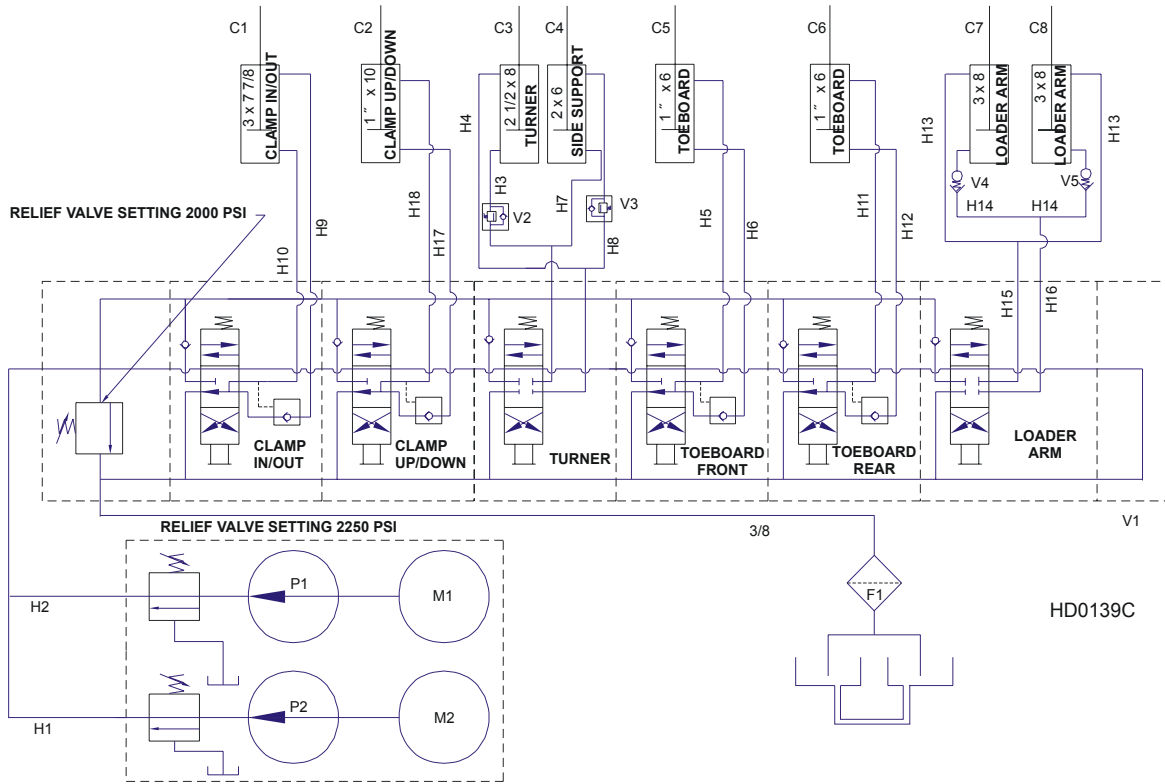 C1
C2
C3
C4
C5
C6
C7
C8
3 x 7 7/8
CLAMP IN/OUT
1 ″ x 10
CLAMP UP/DOWN
2 1/2 x 8
TURNER
2 x 6
SIDE SUPPORT
1 ″ x 6
TOEBOARD
1 ″ x 6
TOEBOARD
3 x 8
LOADER ARM
3 x 8
LOADER ARM
H4
H13
H13
H3
H7
V2
V3
V4
V5
H14
H14
RELIEF VALVE SETTING 2000 PSI
H10
H9
H18
H17
H8
H5
H6
H11
H12
H15
H16
CLAMP
IN/OUT
CLAMP
UP/DOWN
TURNER
TOEBOARD
FRONT
TOEBOARD
REAR
LOADER
ARM
V1
RELIEF VALVE SETTING 2250 PSI
3/8
P1
M1
H2
F1
HD0139C
P2
M2
H1